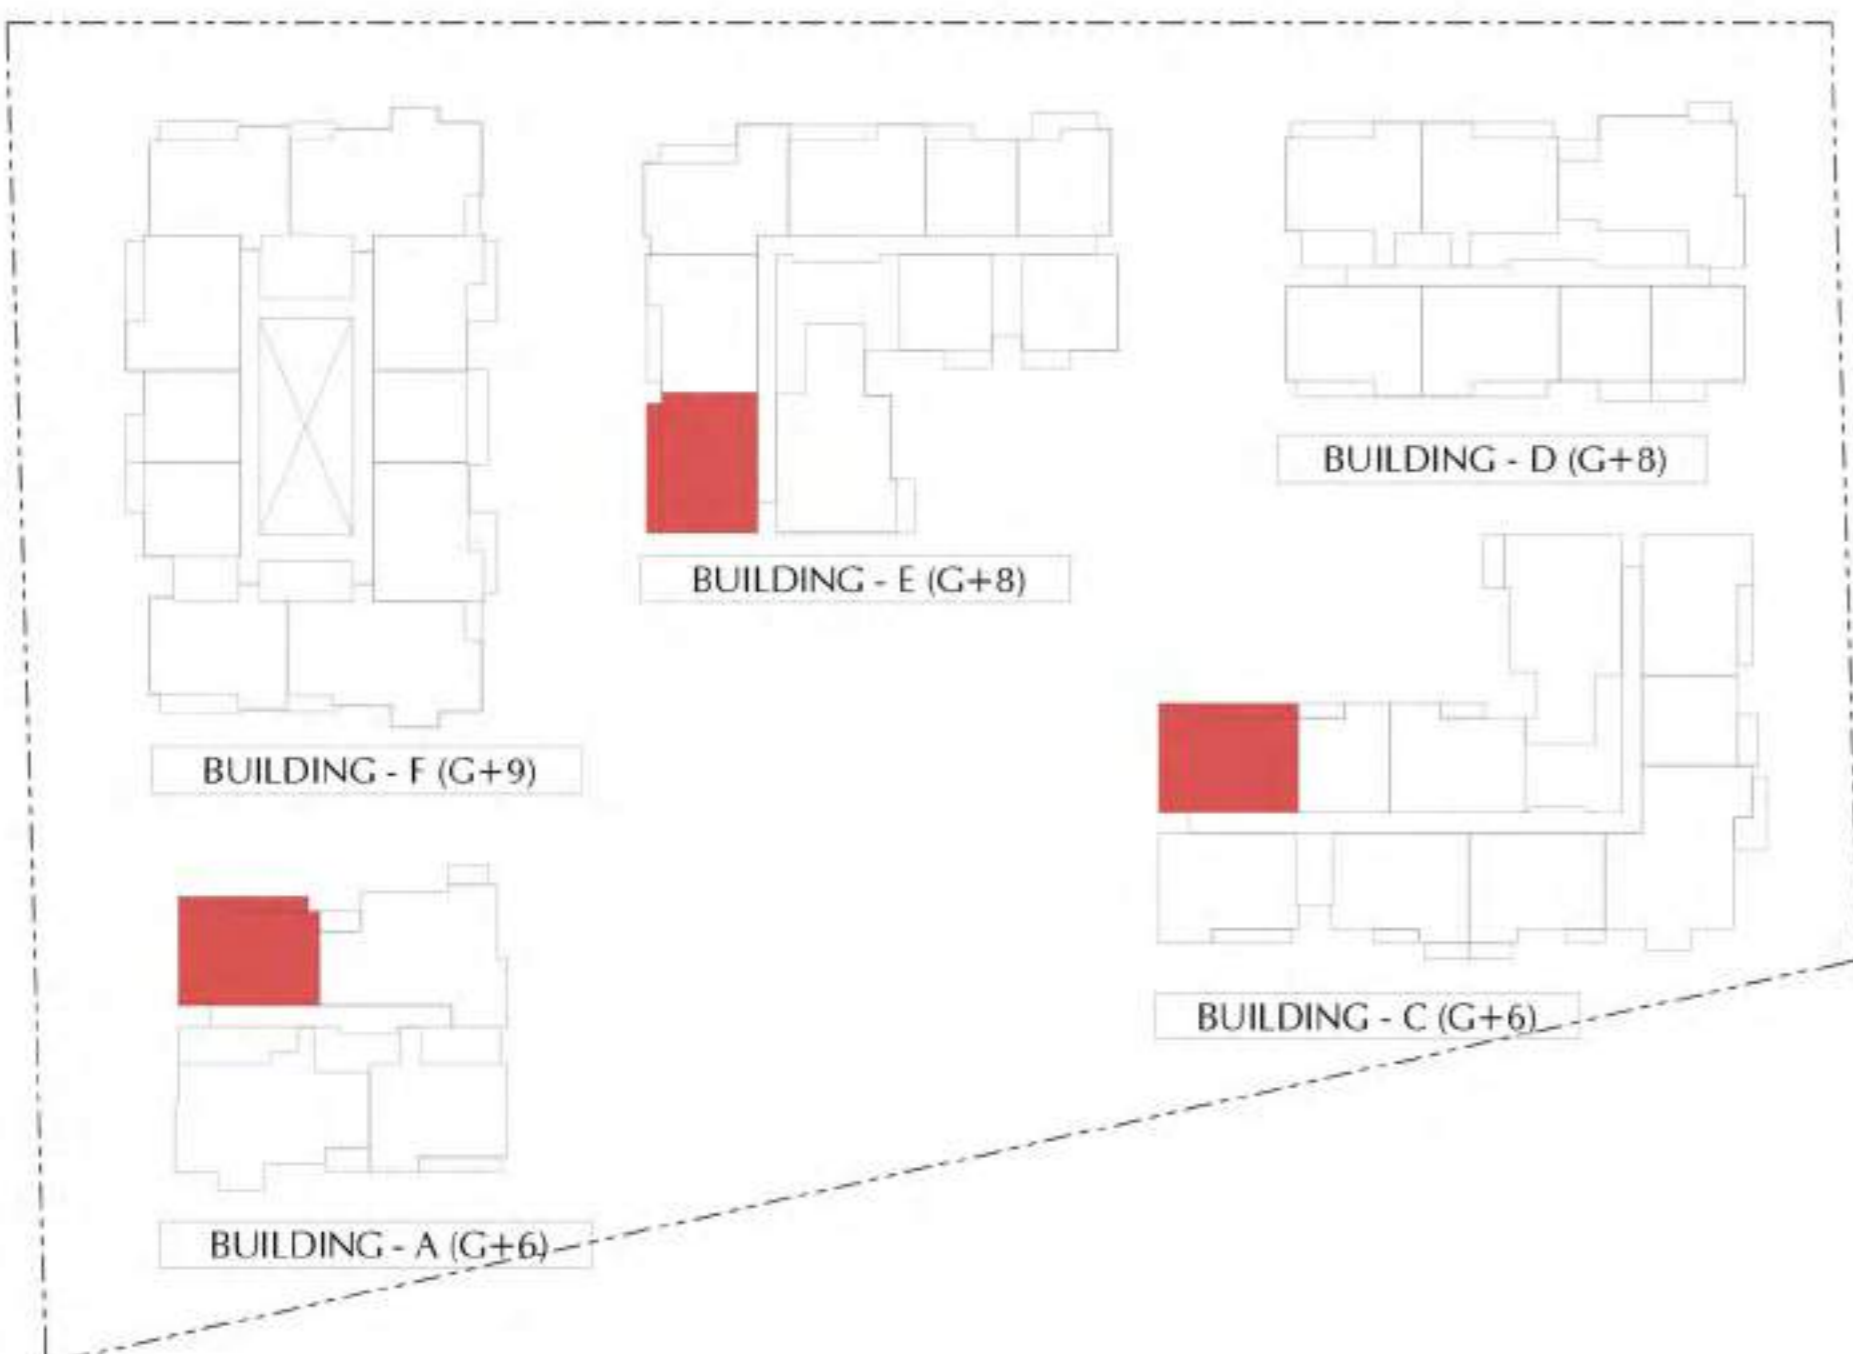 BUILDING - D (G+8)
BUILDING - E (G+8)
BUILDING - F (G+9)
BUILDING - C (G+6)
BUILDING - A (G+6)